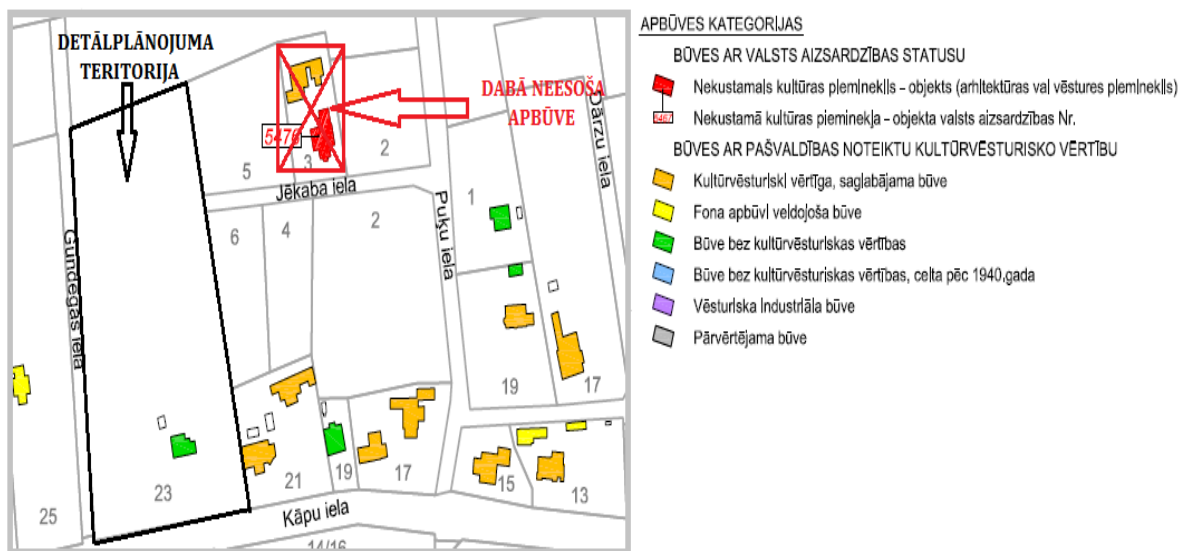 DETĀLPLĀNOJUMA
TERITORIJA
DABĀ NEESOŠA
APBŪVE
5476
5
3
2
Jēkaba iela
6
4
2
Puķu iela
1
Dārzu iela
Gundegas iela
19
17
23
21
19
17
15
13
25
Kāpu iela
14/16
APBŪVES KATEGORIJAS
BŪVES AR VALSTS AIZSARDZĪBAS STATUSU
Nekustamais kultūras piemineklis - objekts (arhitektūras vai vēstures piemineklis)
5467
Nekustamā kultūras pieminekļa - objekta valsts aizsardzības Nr.
BŪVES AR PAŠVALDĪBAS NOTEIKTU KULTŪRVĒSTURISKO VĒRTĪBU
Kultūrvēsturiski vērtīga, saglabājama būve
Fona apbūvi veidojoša būve
Būve bez kultūrvēsturiskas vērtības
Būve bez kultūrvēsturiskas vērtības, celta pēc 1940,gada
Vēsturiska industriāla būve
Pārvērtējama būve